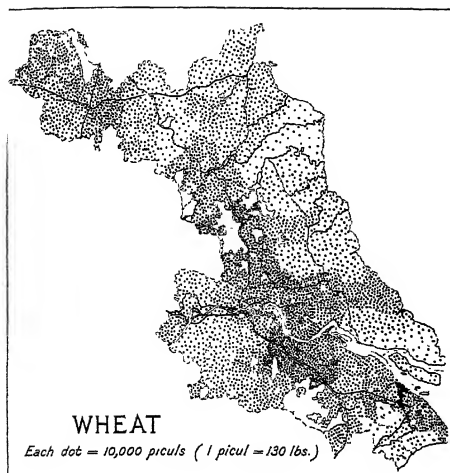 WHEAT
Each dot = 10,000 piculs (1 picul = 130 lbs.)